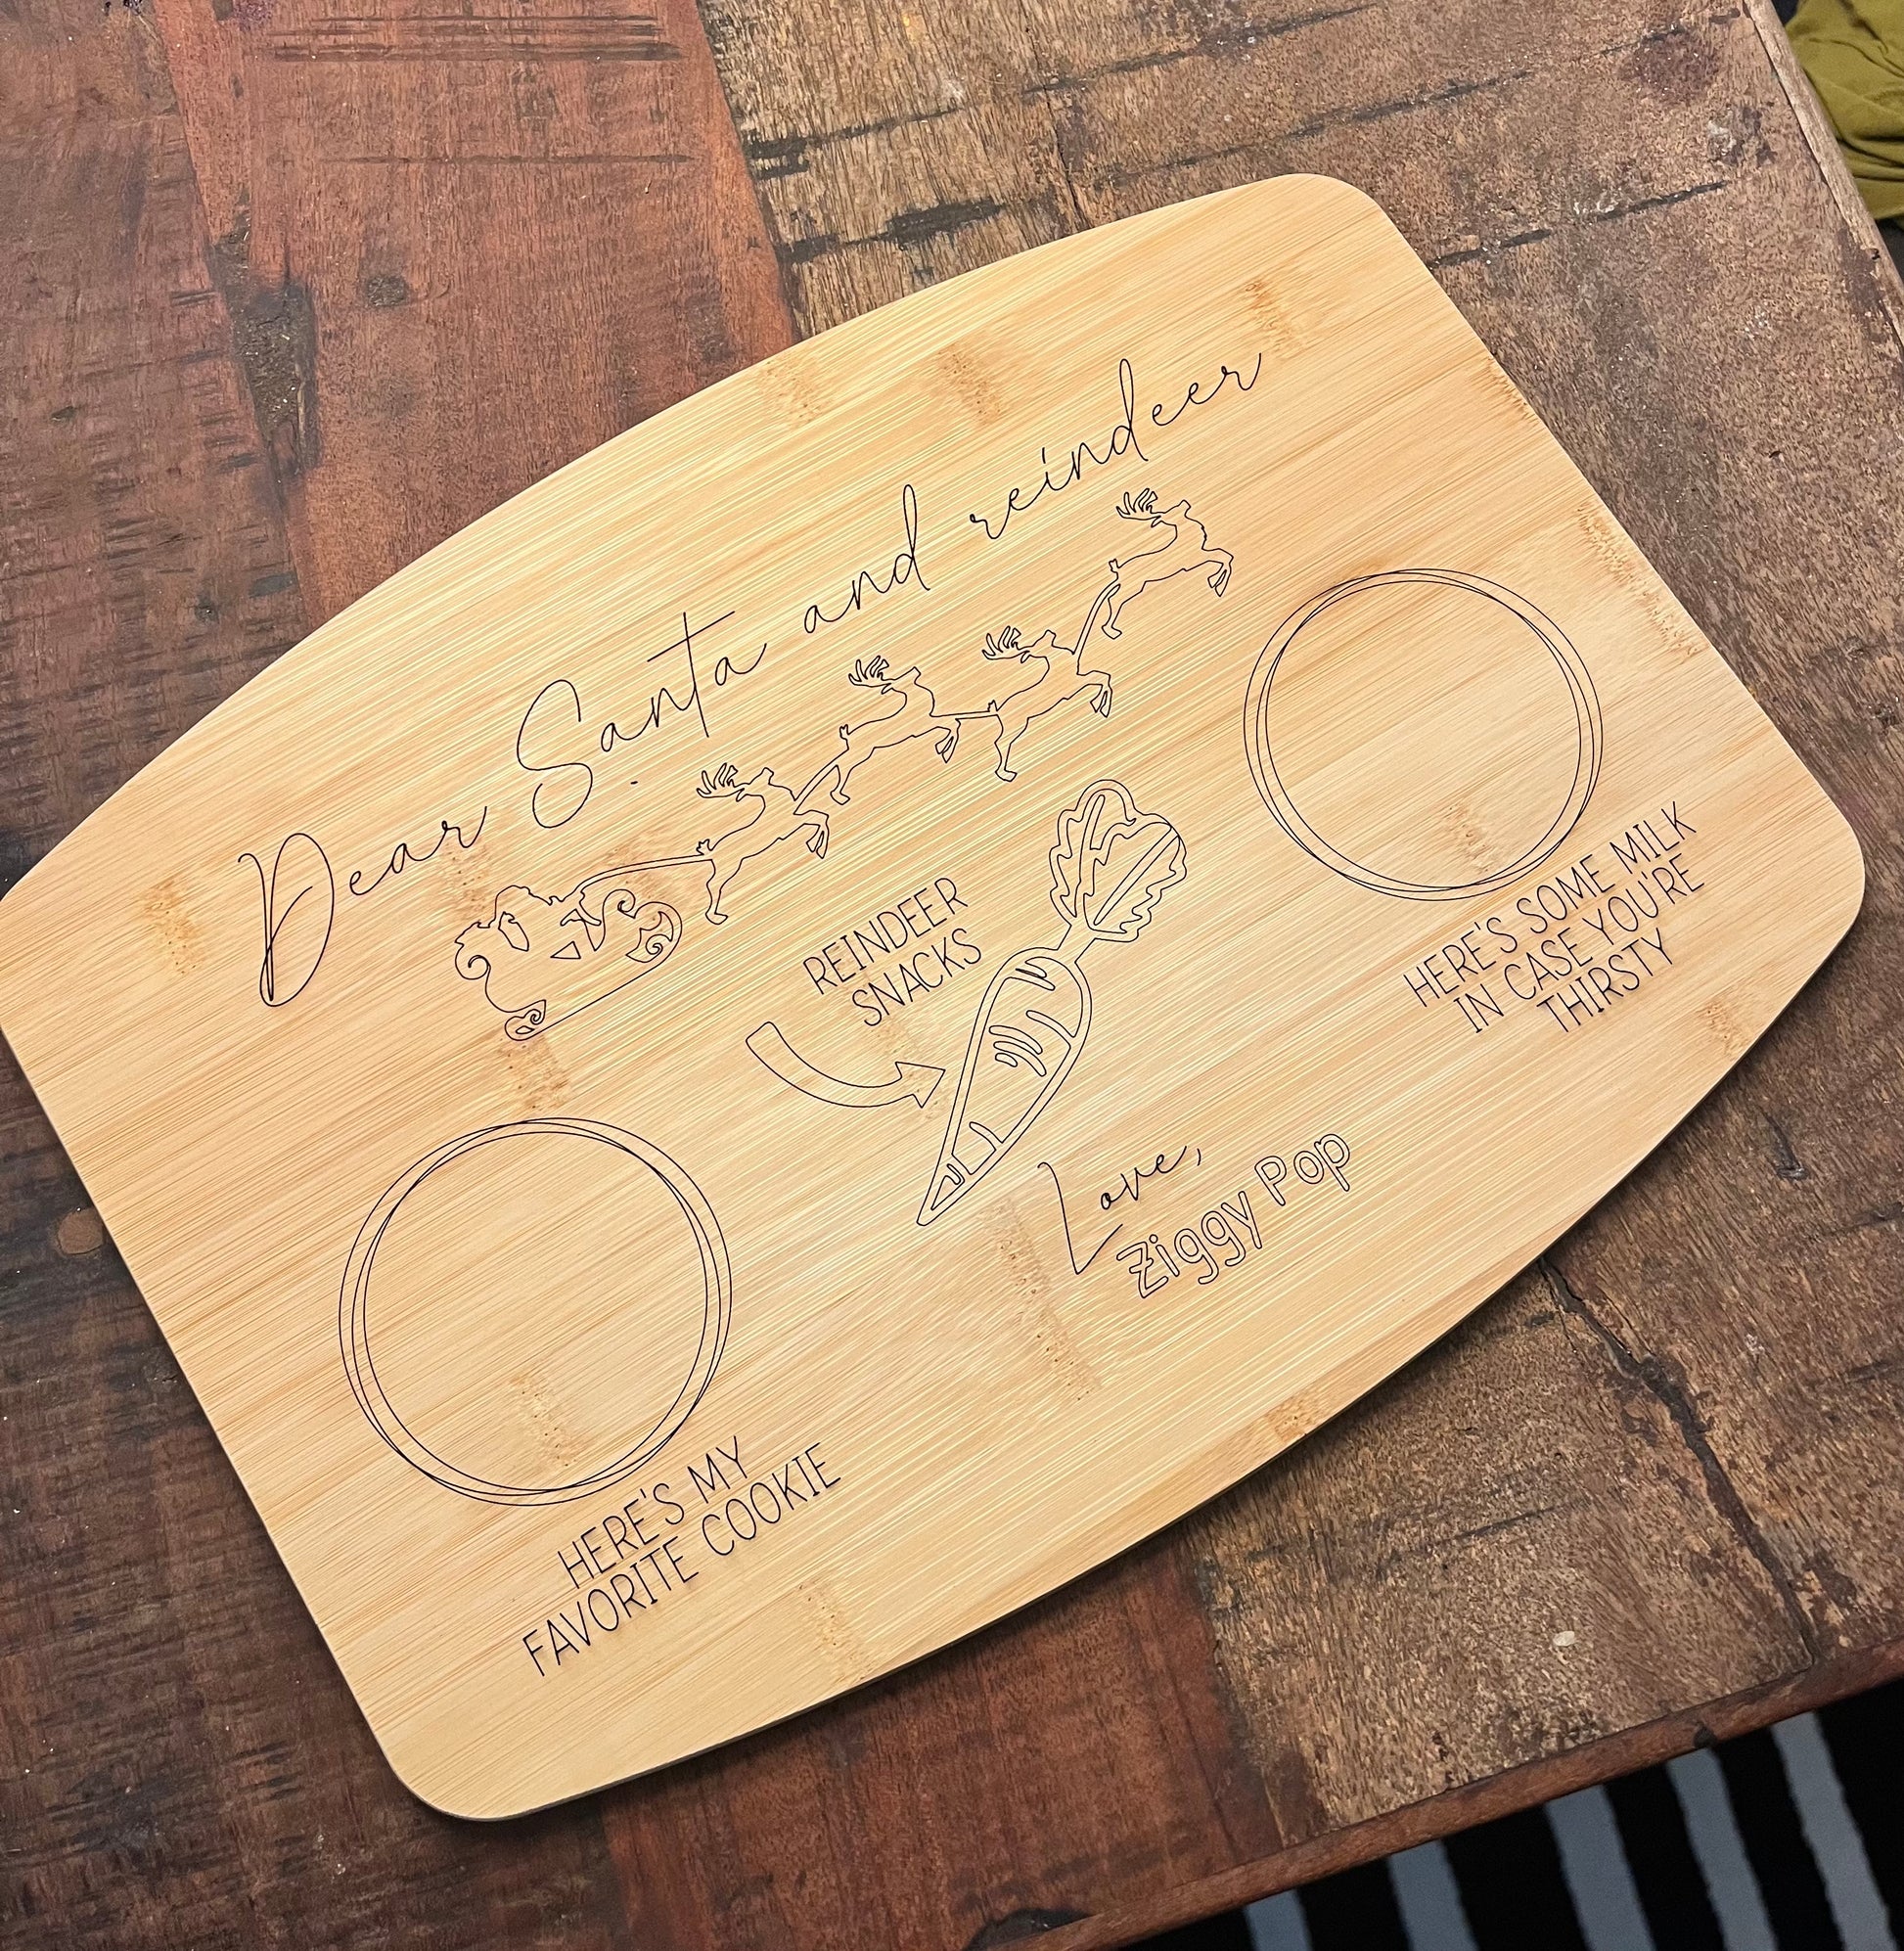 Dear Santa and reindeer
REINDEER
SNACKS
HERE'S SOME MILK
IN CASE YOU'RE
THIRSTY
HERE'S MY
FAVORITE COOKIE
Love,
Ziggy Pop